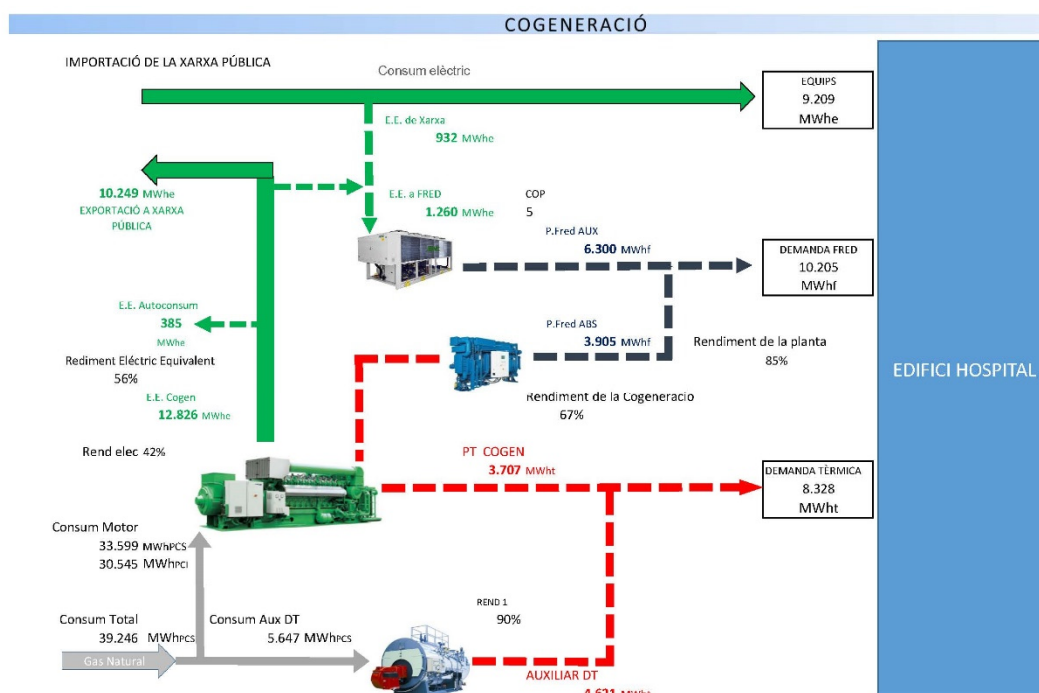 COGENERACIÓ
IMPORTACIÓ DE LA XARXA PÚBLICA
Consum elèctric
EQUIPS
9.209
MWhe
E.E. de Xarxa
932 MWhe
10.249 MWhe
EXPORTACIÓ A XARXA
PÚBLICA
E.E. a FRED
1.260 MWhe
COP
5
P.Fred AUX
6.300 MWhf
DEMANDA FRED
10.205
MWhf
E.E. Autoconsum
385
MWhe
P.Fred ABS
3.905 MWhf
Rendiment de la planta
85%
Rediment Eléctric Equivalent
56%
EDIFICI HOSPITAL
E.E. Cogen
12.826 MWhe
Rendiment de la Cogeneracio
67%
Rend elec 42%
PT COGEN
3.707 MWht
DEMANDA TÈRMICA
8.328
MWht
Consum Motor
33.599 MWhPCS
30.545 MWhPCI
Consum Total
39.246 MWhPCS
Consum Aux DT
5.647 MWhPCS
REND 1
90%
Gas Natural
AUXILIAR DT
4.621 MWht